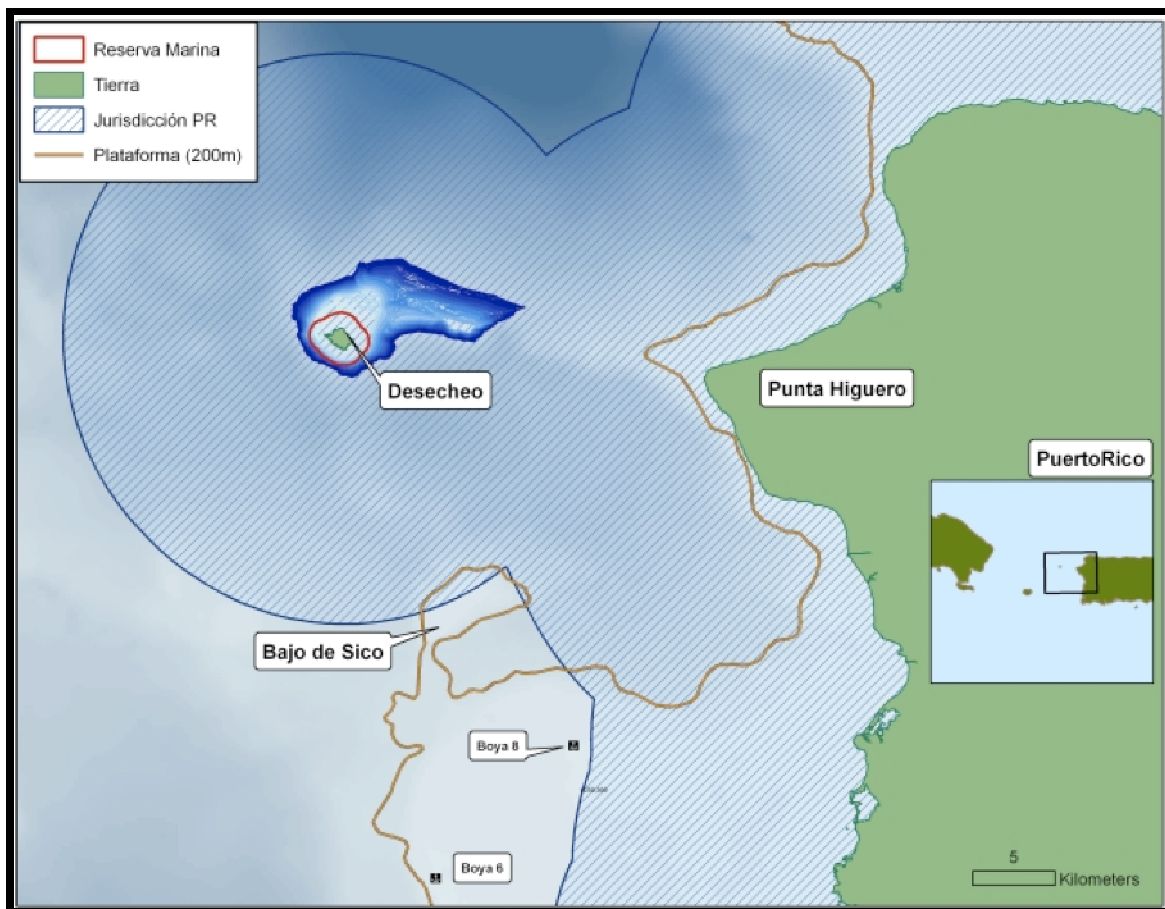 Reserva Marina
Tierra
Jurisdicción PR
Plataforma (200m)
Desecheo
Punta Higuero
PuertoRico
Bajo de Sico
Boya 8
Boya 6
5
Kilometers